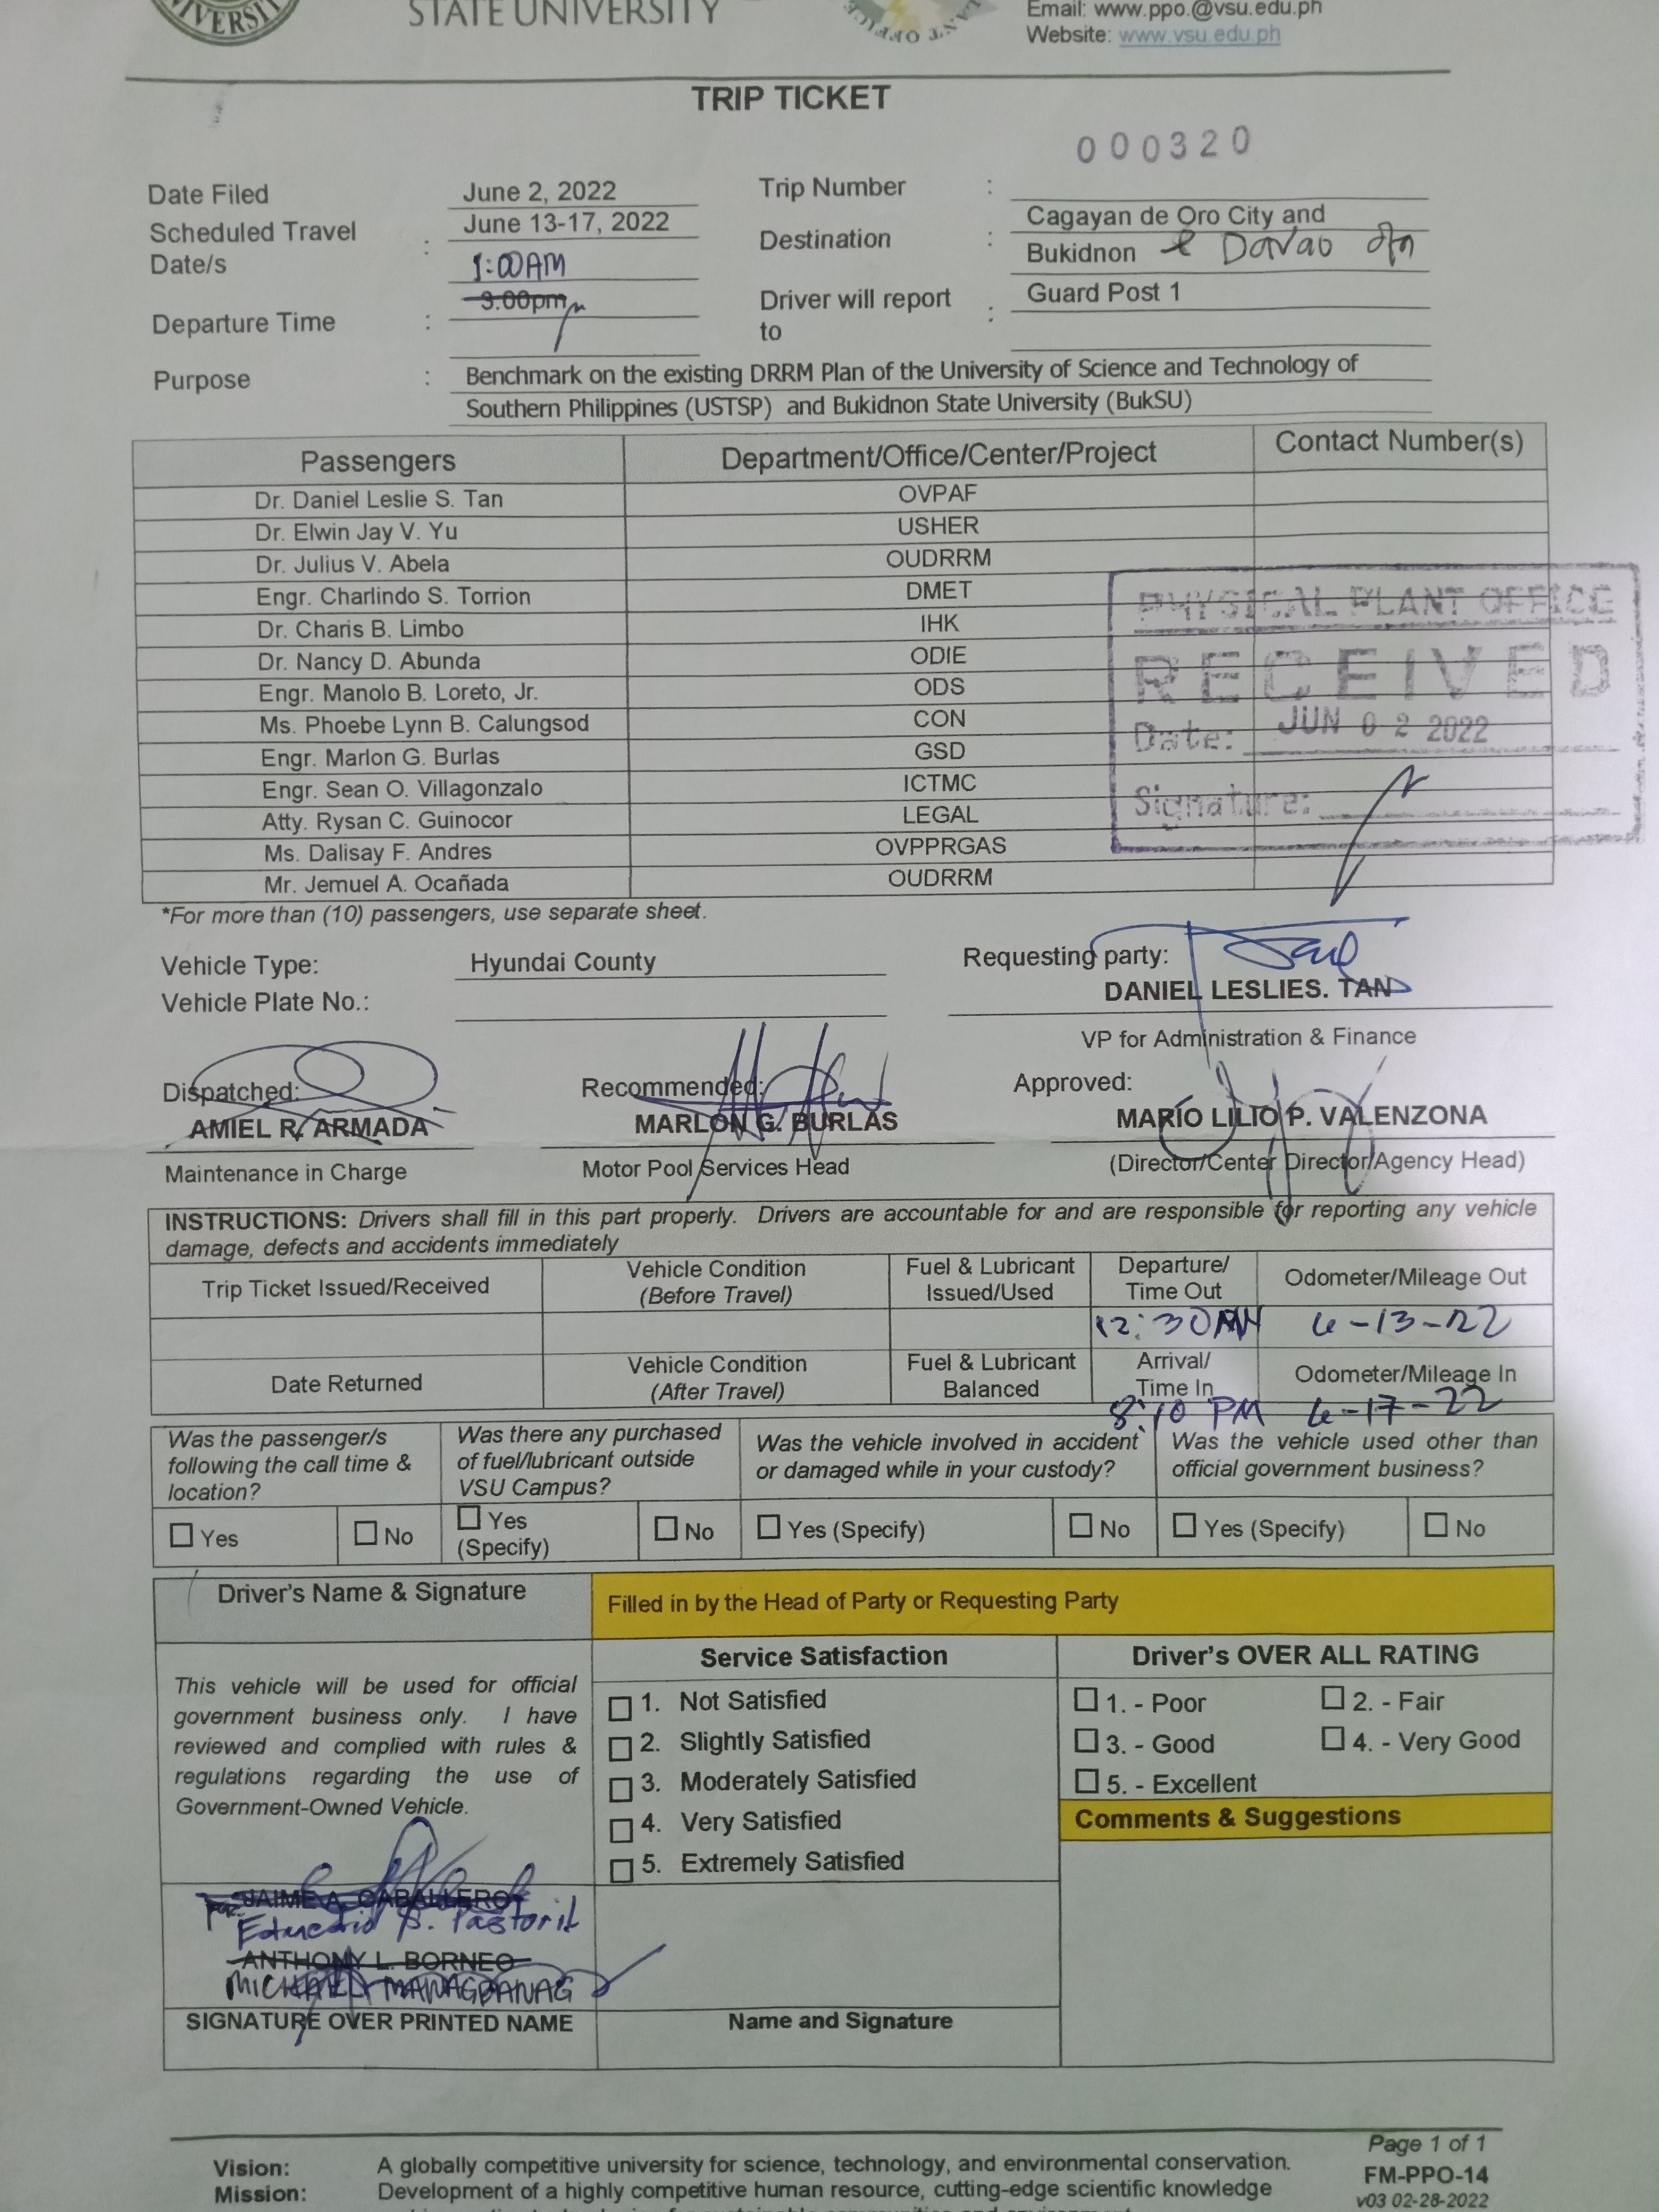 VERSI
STATE UNIVERSITY
ANT OFFICE
Email: www.ppo.@vsu.edu.ph
Website: www.vsu.edu.ph
TRIP TICKET
000320
Date Filed June 2, 2022 Trip Number :
Scheduled Travel Date/s : June 13-17, 2022
Destination : Cagayan de Oro City and
Bukidnon & Davao
1:00AM
Departure Time : 3:00pm
Driver will report to : Guard Post 1
Purpose : Benchmark on the existing DRRM Plan of the University of Science and Technology of
Southern Philippines (USTSP) and Bukidnon State University (BukSU)
Passengers Department/Office/Center/Project Contact Number(s)
Dr. Daniel Leslie S. Tan OVPAF
Dr. Elwin Jay V. Yu USHER
Dr. Julius V. Abela OUDRRM
Engr. Charlindo S. Torrion DMET
Dr. Charis B. Limbo IHK
Dr. Nancy D. Abunda ODIE
Engr. Manolo B. Loreto, Jr. ODS
Ms. Phoebe Lynn B. Calungsod CON
Engr. Marlon G. Burlas GSD
Engr. Sean O. Villagonzalo ICTMC
Atty. Rysan C. Guinocor LEGAL
Ms. Dalisay F. Andres OVPPRGAS
Mr. Jemuel A. Ocañada OUDRRM
PHYSICAL PLANT OFFICE
RECEIVED
Date: JUN 02 2022
Signature:
*For more than (10) passengers, use separate sheet.
Vehicle Type: Hyundai County
Vehicle Plate No.:
Requesting party:
DANIEL LESLIES. TAN
VP for Administration & Finance
Dispatched: Recommended: Approved:
AMIEL R. ARMADA MARLON G. BURLAS MARIO LILIO P. VALENZONA
Maintenance in Charge Motor Pool Services Head (Director/Center Director/Agency Head)
INSTRUCTIONS: Drivers shall fill in this part properly. Drivers are accountable for and are responsible for reporting any vehicle
damage, defects and accidents immediately
Trip Ticket Issued/Received
Vehicle Condition
(Before Travel)
Fuel & Lubricant
Issued/Used
Departure/
Time Out
Odometer/Mileage Out
12:30AM 6-13-22
Date Returned
Vehicle Condition
(After Travel)
Fuel & Lubricant
Balanced
Arrival/
Time In
Odometer/Mileage In
8:10 PM 6-17-22
Was the passenger/s
following the call time &
location?
Was there any purchased
of fuel/lubricant outside
VSU Campus?
Was the vehicle involved in accident
or damaged while in your custody?
Was the vehicle used other than
official government business?
Yes No Yes (Specify) No Yes (Specify) No Yes (Specify) No
Driver's Name & Signature
Filled in by the Head of Party or Requesting Party
This vehicle will be used for official
government business only. I have
reviewed and complied with rules &
regulations regarding the use of
Government-Owned Vehicle.
Service Satisfaction
1. Not Satisfied
2. Slightly Satisfied
3. Moderately Satisfied
4. Very Satisfied
5. Extremely Satisfied
Driver's OVER ALL RATING
1. - Poor 2. - Fair
3. - Good 4. - Very Good
5. - Excellent
Comments & Suggestions
JAIME A. CABALLERO
B. Pastoril
ANTHONY L. BORNEO
MICHAEL MANAGBANAG
SIGNATURE OVER PRINTED NAME
Name and Signature
Page 1 of 1
FM-PPO-14
v03 02-28-2022
Vision: A globally competitive university for science, technology, and environmental conservation.
Mission: Development of a highly competitive human resource, cutting-edge scientific knowledge